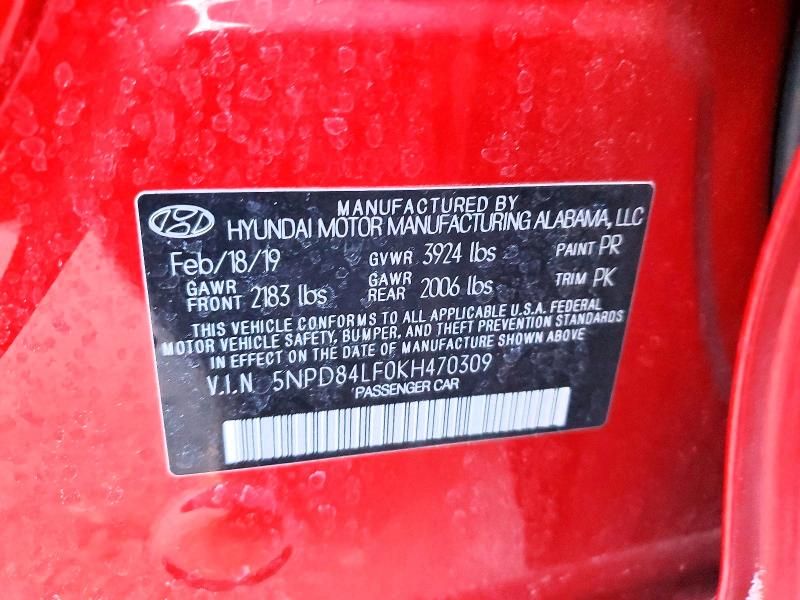 MANUFACTURED BY
HYUNDAI MOTOR MANUFACTURING ALABAMA, LLC
Feb/18/19 GVWR 3924 lbs PAINT PR
GAWR FRONT 2183 lbs GAWR REAR 2006 lbs TRIM PK
THIS VEHICLE CONFORMS TO ALL APPLICABLE U.S.A. FEDERAL
MOTOR VEHICLE SAFETY, BUMPER, AND THEFT PREVENTION STANDARDS
IN EFFECT ON THE DATE OF MANUFACTURE SHOWN ABOVE
V.I.N 5NPD84LF0KH470309
PASSENGER CAR